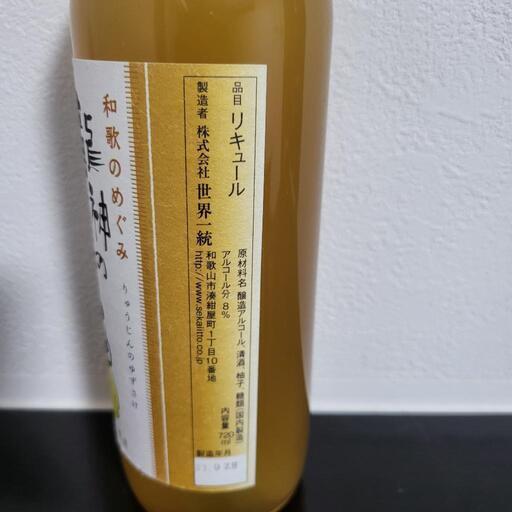 和歌のめぐみ
龍神の
りゅうじんのゆずさけ
品目 リキュール
製造者 株式会社 世界一統
和歌山市湊紺屋町1丁目10番地
http://www.sekaiitto.co.jp
原材料名 醸造アルコール、清酒、柚子、糖類(国内製造)
アルコール分 8%
内容量 720ml
製造年月